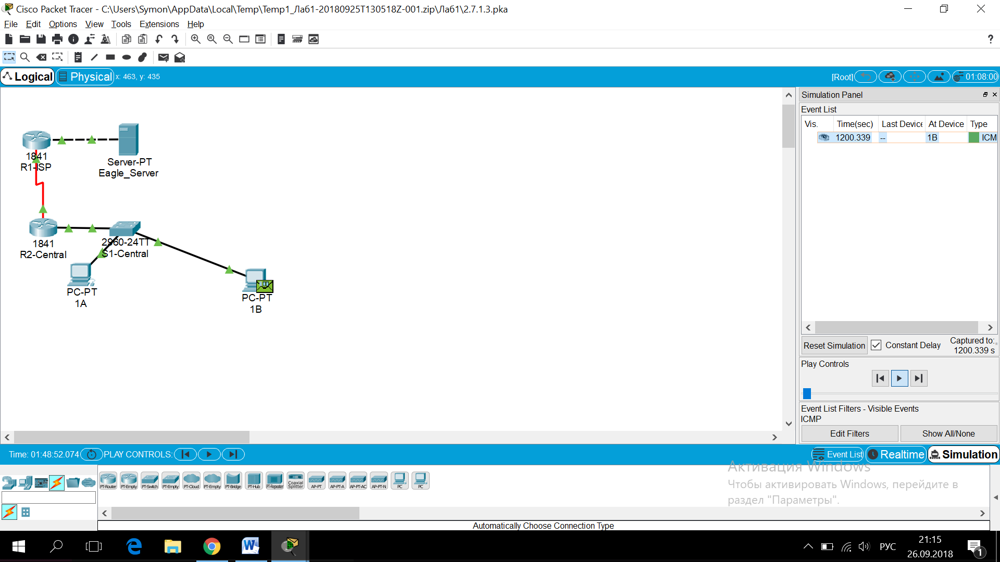 Cisco Packet Tracer - C:\Users\Symon\AppData\Local\Temp\Temp1_Ла61-20180925T130518Z-001.zip\Ла61\2.7.1.3.pka
File Edit Options View Tools Extensions Help
?
Logical Physical x: 463, y: 435 [Root] 01:08:00
Simulation Panel
Event List
Vis. Time(sec) Last Device At Device Type
1200.339 -- 1B ICM
1841
R1-ISP
Server-PT
Eagle_Server
1841
R2-Central
2960-24TT
S1-Central
PC-PT
1A
PC-PT
1B
Reset Simulation Constant Delay Captured to:
1200.339 s
Play Controls
Event List Filters - Visible Events
ICMP
Edit Filters Show All/None
Time: 01:48:52.074 PLAY CONTROLS: Event List Realtime Simulation
Активация Windows
Чтобы активировать Windows, перейдите в
раздел "Параметры".
PT-Router PT-Empty PT-Switch PT-Empty PT-Cloud PT-Empty PT-Bridge PT-Hub PT-Repeater Coaxial Splitter AP-PT AP-PT-A AP-PT-AC AP-PT-N PC PC
Automatically Choose Connection Type
РУС
21:15
26.09.2018
1